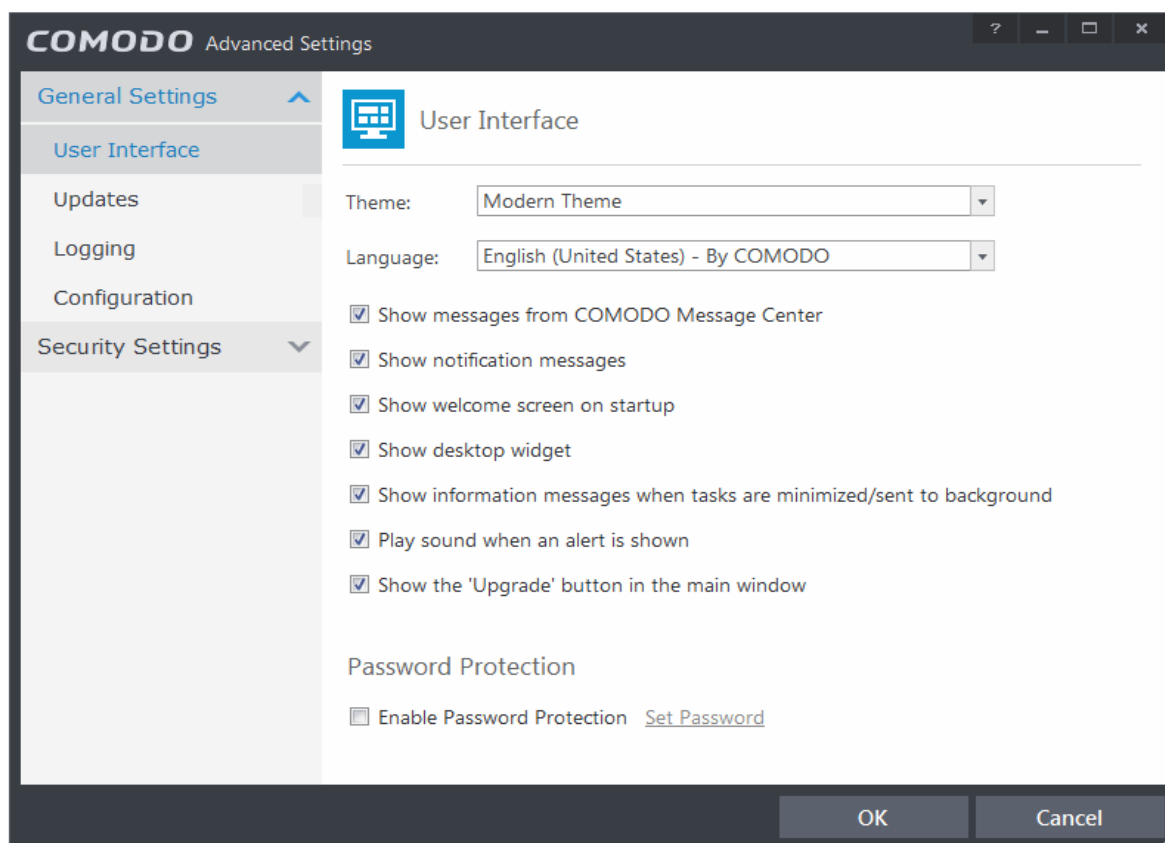 COMODO Advanced Settings
?
General Settings
User Interface
Updates
Logging
Configuration
Security Settings
User Interface
Theme: Modern Theme
Language: English (United States) - By COMODO
Show messages from COMODO Message Center
Show notification messages
Show welcome screen on startup
Show desktop widget
Show information messages when tasks are minimized/sent to background
Play sound when an alert is shown
Show the 'Upgrade' button in the main window
Password Protection
Enable Password Protection Set Password
OK Cancel